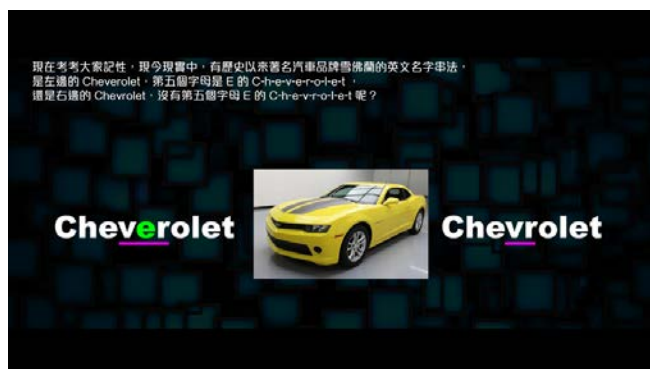 現在考考大家記性，現今現實中，有歷史以來著名汽車品牌雪佛蘭的英文名字串法，
是左邊的 Cheverolet，第五個字母是 E 的 C-h-e-v-e-r-o-l-e-t，
還是右邊的 Chevrolet，沒有第五個字母 E 的 C-h-e-v-r-o-l-e-t 呢？
Cheverolet
Chevrolet